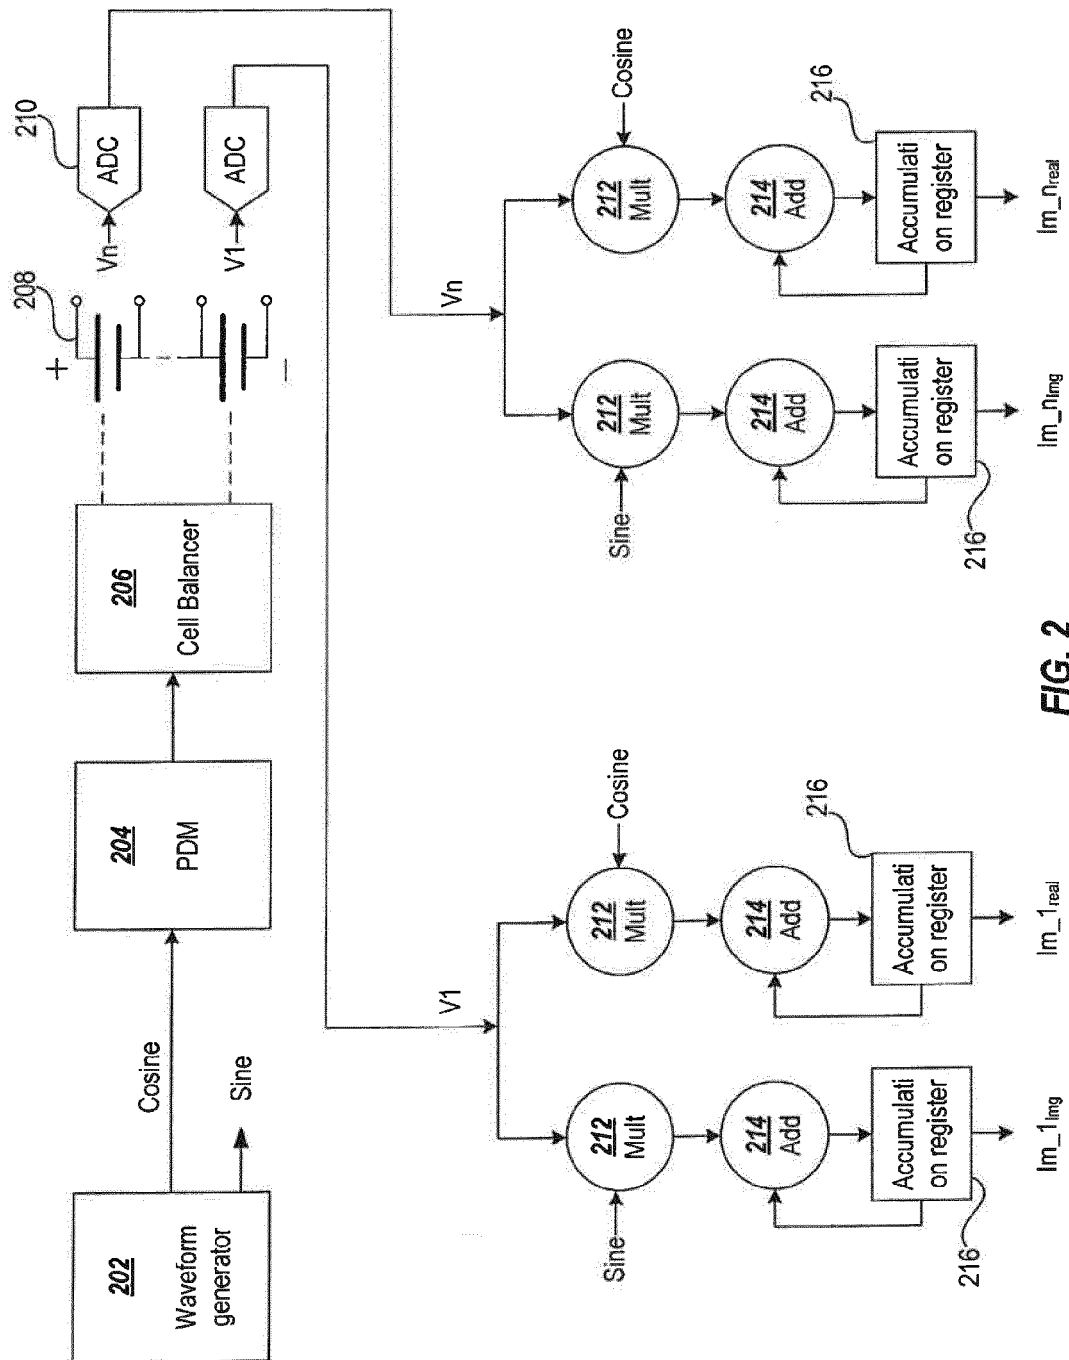 202
Waveform
generator
Cosine
Sine
204
PDM
206
Cell Balancer
+
208
−
Vn
V1
210
ADC
ADC
V1
Sine
212
Mult
214
Add
Accumulati
on register
216
Im_1Img
Cosine
212
Mult
214
Add
216
Accumulati
on register
Im_1real
Vn
Sine
212
Mult
214
Add
Accumulati
on register
216
Im_nImg
Cosine
212
Mult
214
Add
216
Accumulati
on register
Im_nreal
FIG. 2